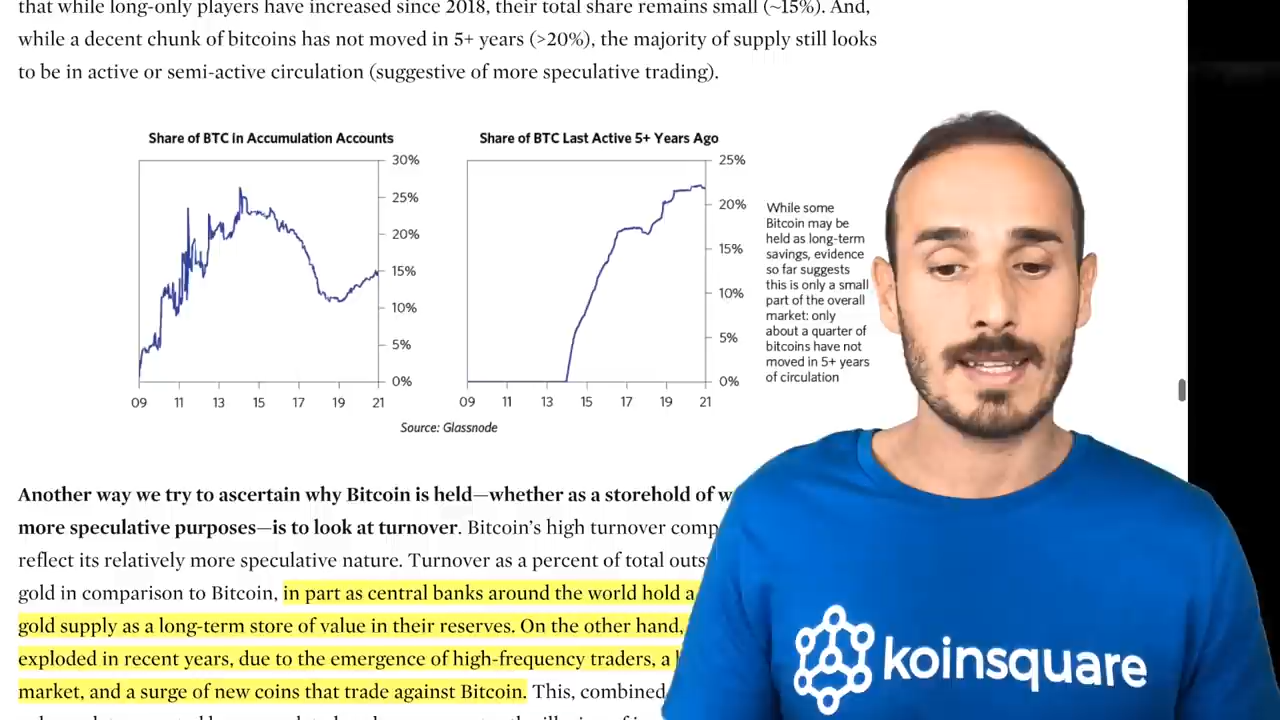 that while long-only players have increased since 2018, their total share remains small (~15%). And,
while a decent chunk of bitcoins has not moved in 5+ years (>20%), the majority of supply still looks
to be in active or semi-active circulation (suggestive of more speculative trading).
Share of BTC in Accumulation Accounts
30%
25%
20%
15%
10%
5%
0%
09 11 13 15 17 19 21
Share of BTC Last Active 5+ Years Ago
25%
20%
15%
10%
5%
0%
09 11 13 15 17 19 21
While some
Bitcoin may be
held as long-term
savings, evidence
so far suggests
this is only a small
part of the overall
market: only
about a quarter of
bitcoins have not
moved in 5+ years
of circulation
Source: Glassnode
Another way we try to ascertain why Bitcoin is held—whether as a storehold of w
more speculative purposes—is to look at turnover. Bitcoin's high turnover comp
reflect its relatively more speculative nature. Turnover as a percent of total outs
gold in comparison to Bitcoin, in part as central banks around the world hold a
gold supply as a long-term store of value in their reserves. On the other hand,
exploded in recent years, due to the emergence of high-frequency traders, a
market, and a surge of new coins that trade against Bitcoin. This, combined
koinsquare